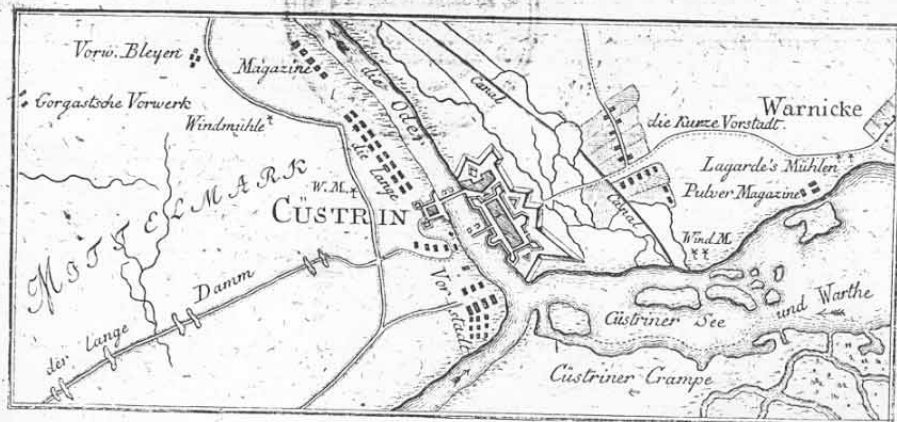 Vorw. Bleyen
Magazine
die Oder
Canal
Gorgastsche Vorwerk
Windmühle
die Kurze Vorstadt.
Warnicke
Lagarde's Mühlen
Pulver Magazine
Canal
Wind M.
MITTELMARK
W. M.
die lange
CÜSTRIN
Vorstadt
der lange Damm
Cüstriner See
und Warthe
Cüstriner Crampe